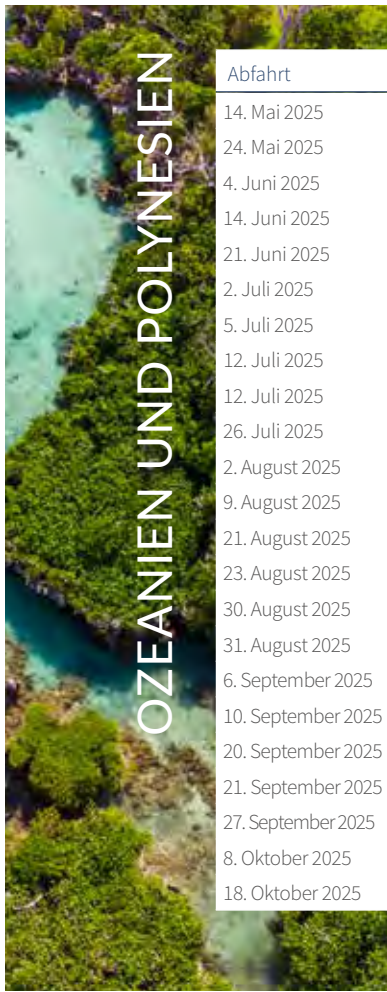 OZEANIEN UND POLYNESIEN
Abfahrt
14. Mai 2025
24. Mai 2025
4. Juni 2025
14. Juni 2025
21. Juni 2025
2. Juli 2025
5. Juli 2025
12. Juli 2025
12. Juli 2025
26. Juli 2025
2. August 2025
9. August 2025
21. August 2025
23. August 2025
30. August 2025
31. August 2025
6. September 2025
10. September 2025
20. September 2025
21. September 2025
27. September 2025
8. Oktober 2025
18. Oktober 2025